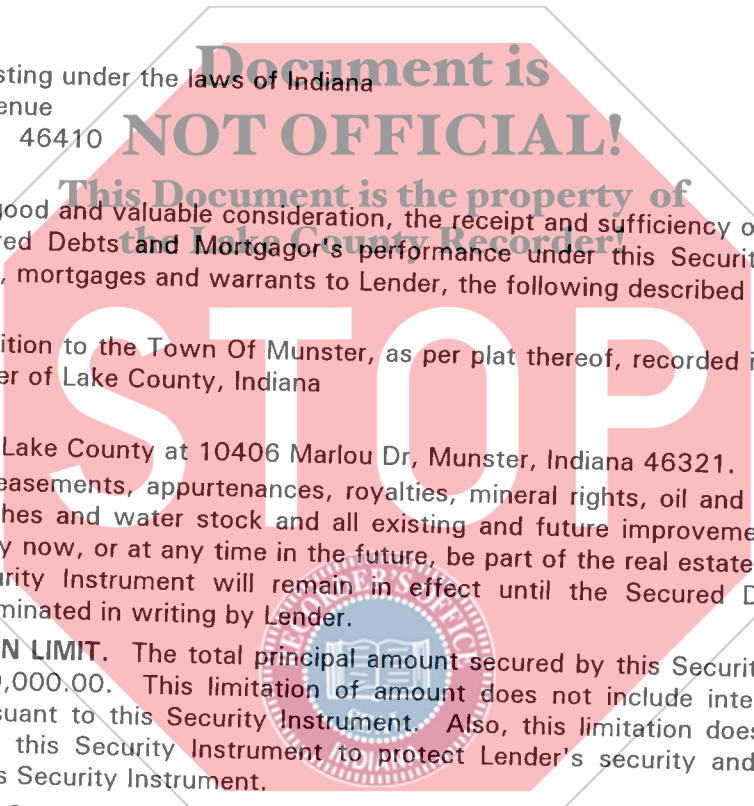 Document is
NOT OFFICIAL!
This Document is the property of
the Lake County Recorder!
STOP
sting under the laws of Indiana
enue
46410
good and valuable consideration, the receipt and sufficiency o
red Debts and Mortgagor's performance under this Securit
, mortgages and warrants to Lender, the following described
ition to the Town Of Munster, as per plat thereof, recorded i
er of Lake County, Indiana
Lake County at 10406 Marlou Dr, Munster, Indiana 46321.
easements, appurtenances, royalties, mineral rights, oil and
hes and water stock and all existing and future improveme
y now, or at any time in the future, be part of the real estate
urity Instrument will remain in effect until the Secured D
minated in writing by Lender.
N LIMIT. The total principal amount secured by this Securit
0,000.00. This limitation of amount does not include inte
suant to this Security Instrument. Also, this limitation does
this Security Instrument to protect Lender's security and
s Security Instrument.
RECORDER'S OFFIC
INDIANA